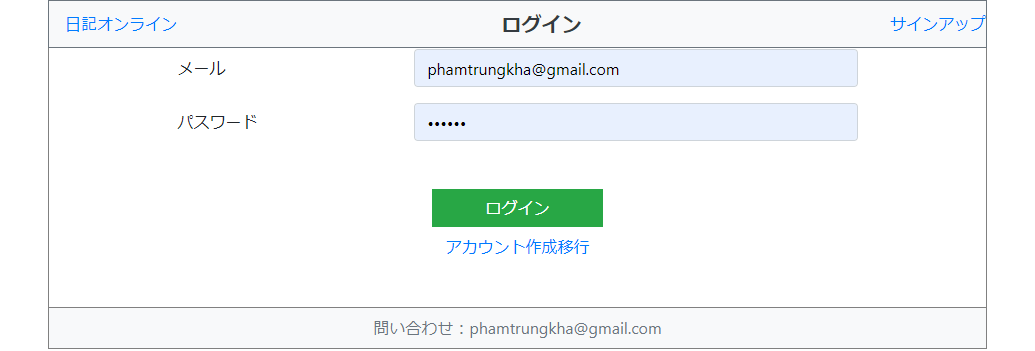 日記オンライン ログイン サインアップ
メール phamtrungkha@gmail.com
パスワード ••••••
ログイン
アカウント作成移行
問い合わせ：phamtrungkha@gmail.com